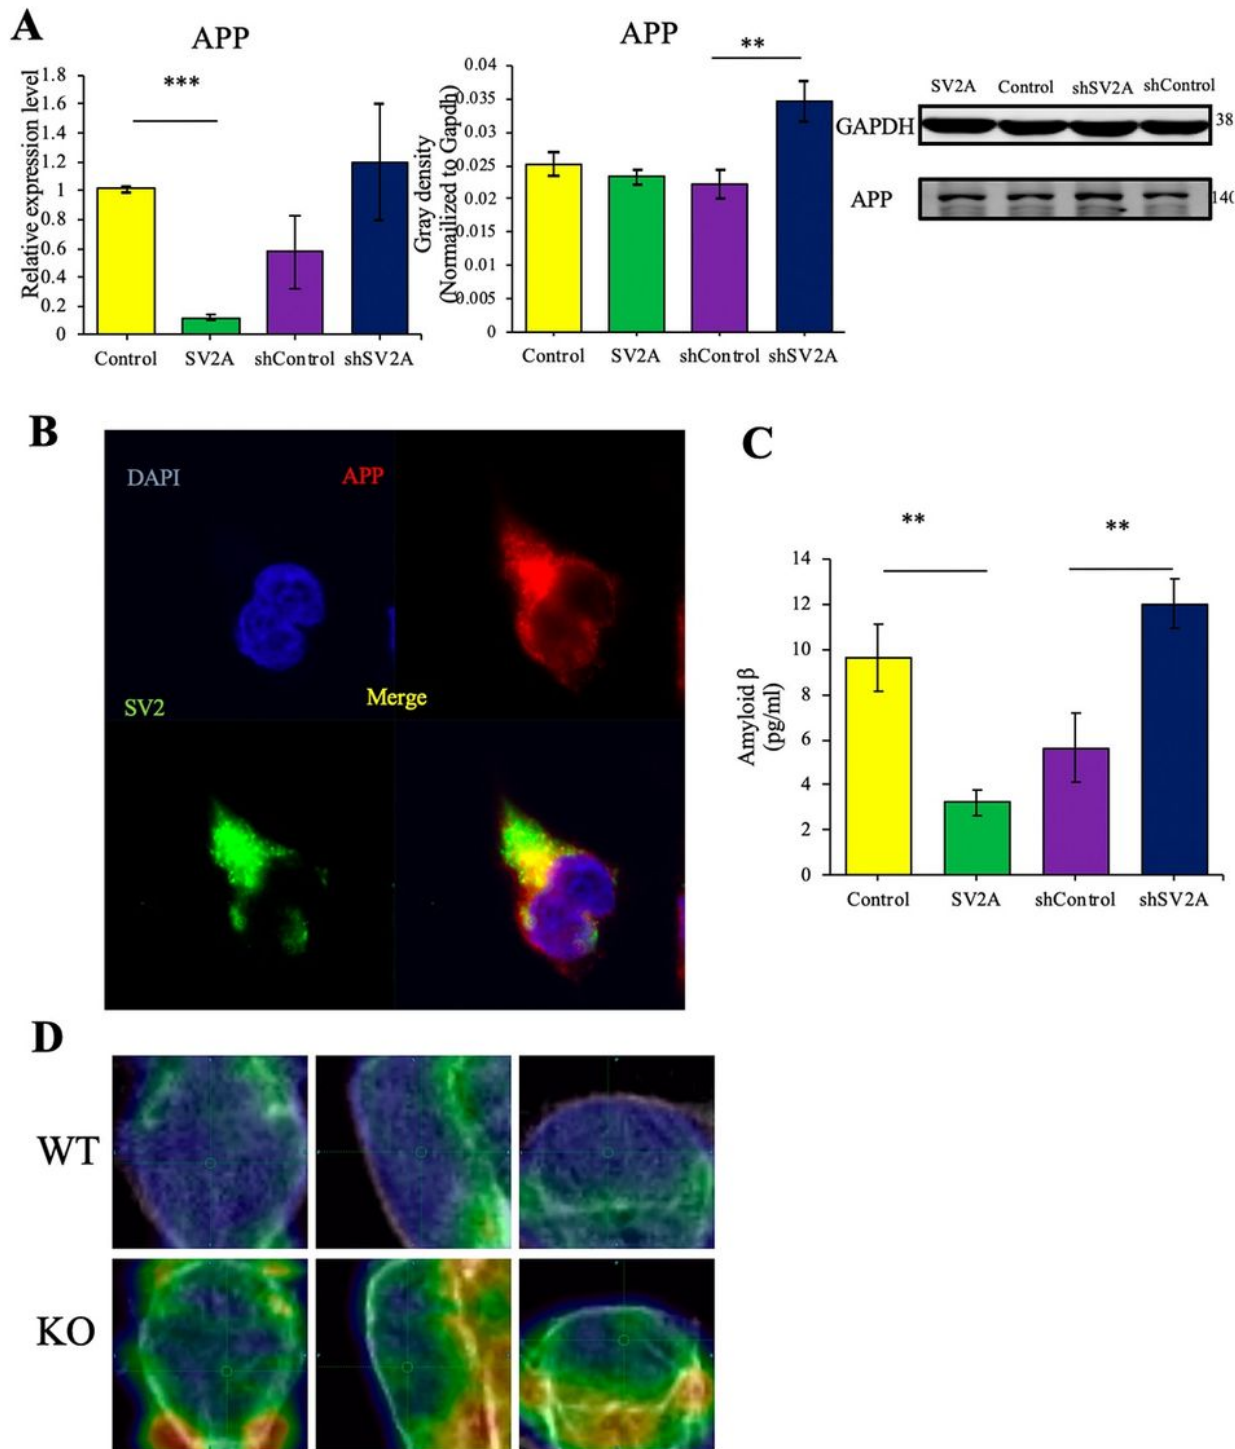 A
APP
***
Relative expression level
1.8
1.6
1.4
1.2
1
0.8
0.6
0.4
0.2
0
Control SV2A shControl shSV2A
APP
**
Gray density
(Normailized to Gapdh)
0.04
0.035
0.03
0.025
0.02
0.015
0.01
0.005
0
Control SV2A shControl shSV2A
SV2A Control shSV2A shControl
GAPDH 38
APP 140
B
DAPI APP
SV2 Merge
C
** **
Amyloid β
(pg/ml)
14
12
10
8
6
4
2
0
Control SV2A shControl shSV2A
D
WT
KO